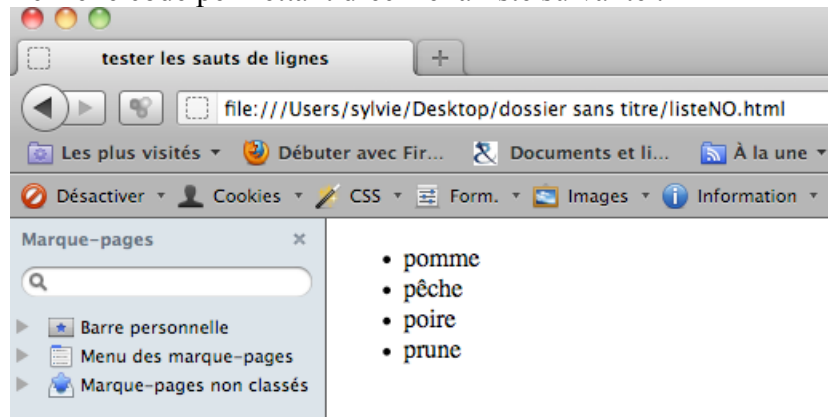 tester les sauts de lignes
file:///Users/sylvie/Desktop/dossier sans titre/listeNO.html
Les plus visités Débuter avec Fir... Documents et li... À la une
Désactiver Cookies CSS Form. Images Information
Marque-pages
Barre personnelle
Menu des marque-pages
Marque-pages non classés
• pomme
• pêche
• poire
• prune